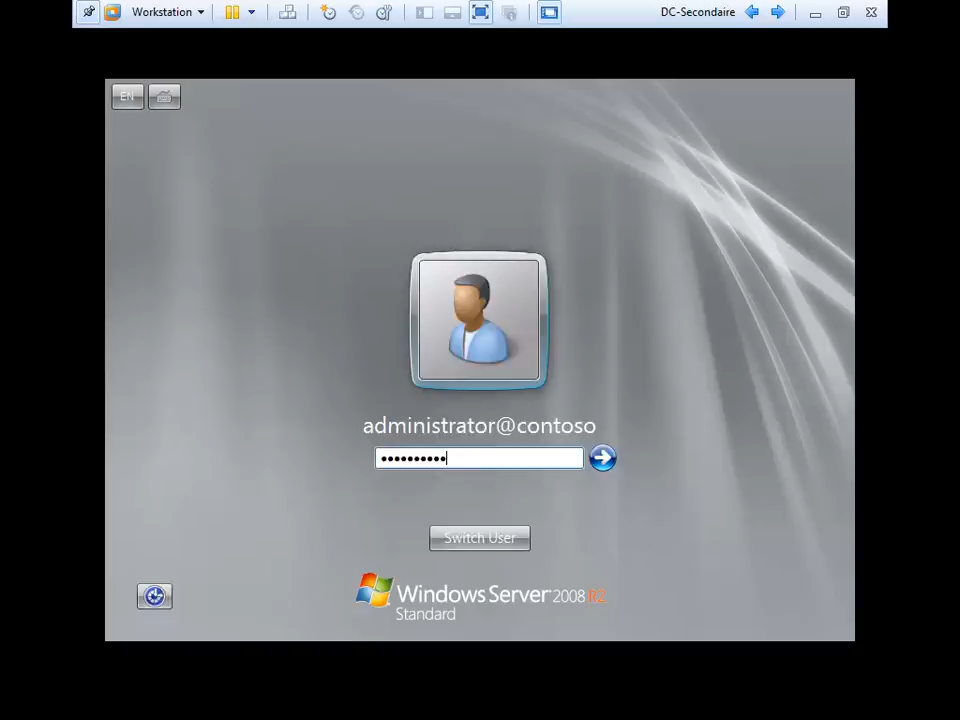 Workstation
DC-Secondaire
EN
administrator@contoso
Switch User
Windows Server 2008 R2
Standard